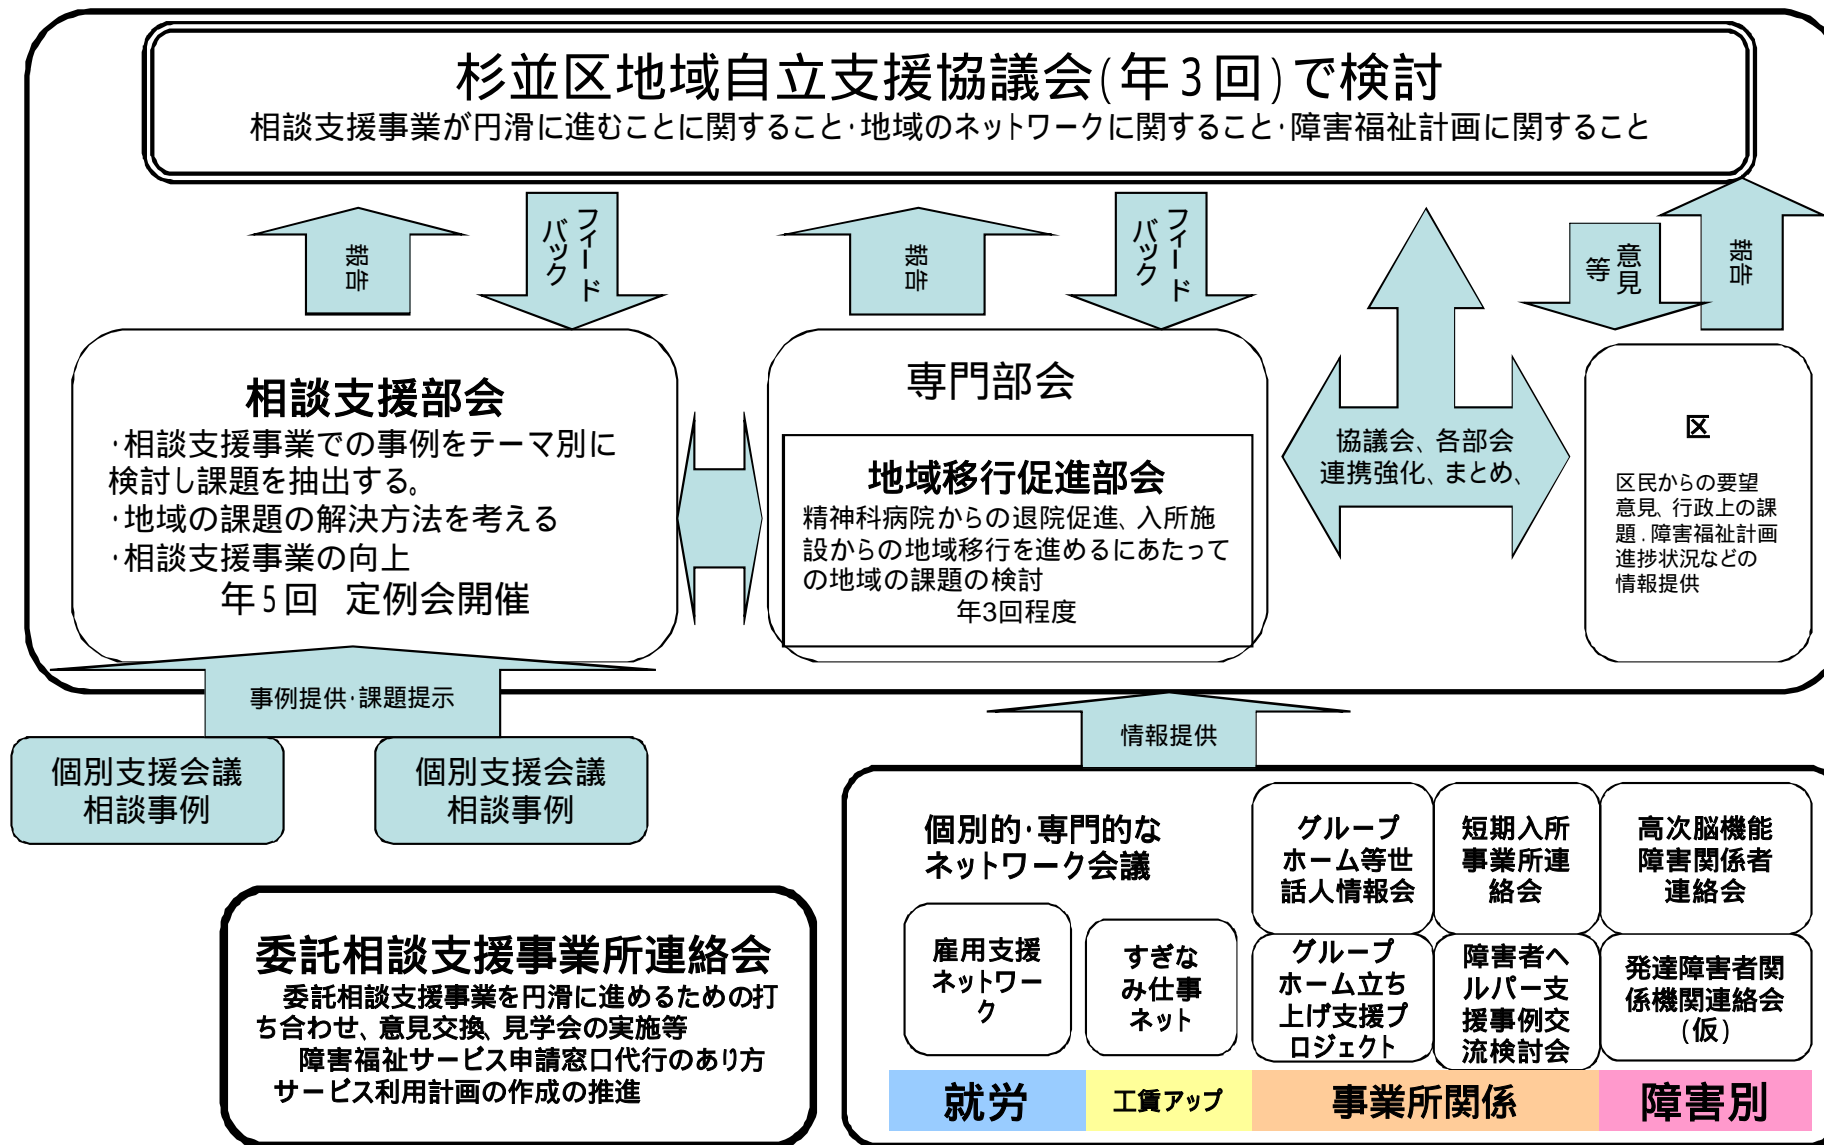 杉並区地域自立支援協議会(年3回)で検討
相談支援事業が円滑に進むことに関すること・地域のネットワークに関すること・障害福祉計画に関すること
報告
フィード
バック
報告
フィード
バック
意見
等
報告
相談支援部会
・相談支援事業での事例をテーマ別に
検討し課題を抽出する。
・地域の課題の解決方法を考える
・相談支援事業の向上
年5回 定例会開催
専門部会
地域移行促進部会
精神科病院からの退院促進、入所施
設からの地域移行を進めるにあたって
の地域の課題の検討
年3回程度
協議会、各部会
連携強化、まとめ、
区
区民からの要望
意見、行政上の課
題.障害福祉計画
進捗状況などの
情報提供
事例提供・課題提示
個別支援会議
相談事例
個別支援会議
相談事例
情報提供
委託相談支援事業所連絡会
委託相談支援事業を円滑に進めるための打
ち合わせ、意見交換、見学会の実施等
障害福祉サービス申請窓口代行のあり方
サービス利用計画の作成の推進
個別的・専門的な
ネットワーク会議
雇用支援
ネットワー
ク
すぎな
み仕事
ネット
グループ
ホーム等世
話人情報会
短期入所
事業所連
絡会
高次脳機能
障害関係者
連絡会
グループ
ホーム立ち
上げ支援プ
ロジェクト
障害者ヘ
ルパー支
援事例交
流検討会
発達障害者関
係機関連絡会
(仮)
就労
工賃アップ
事業所関係
障害別